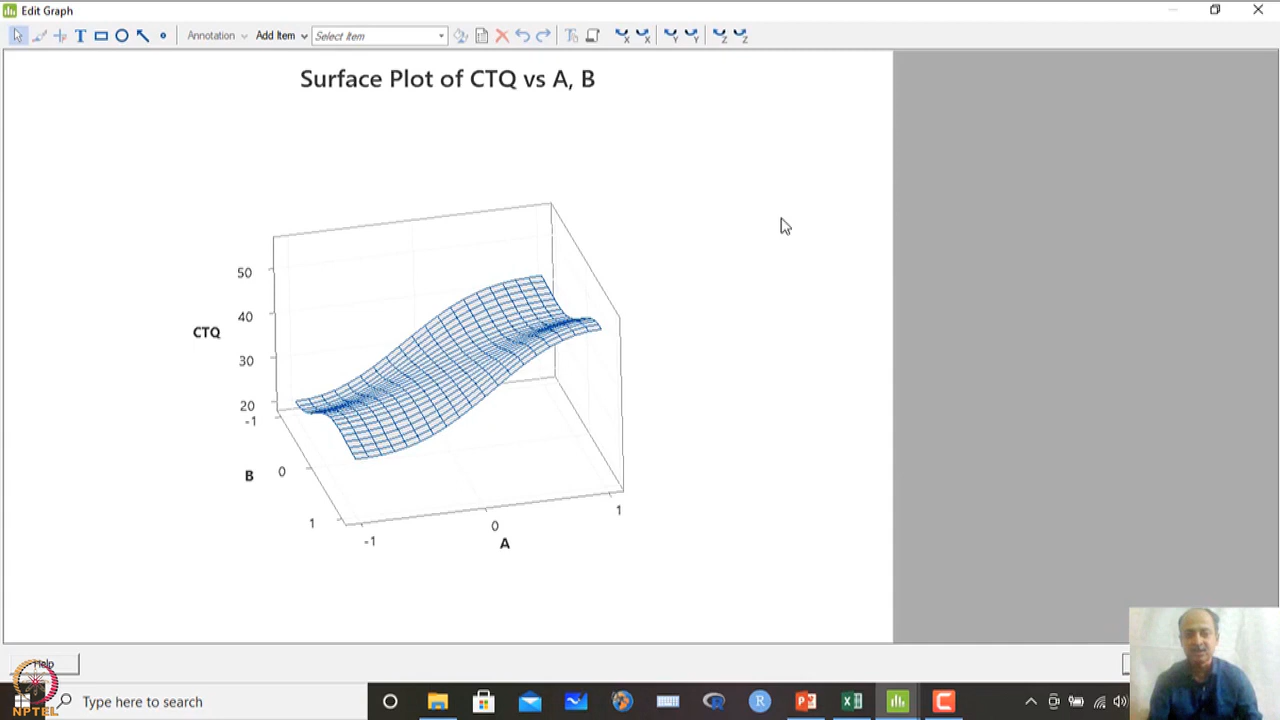 Edit Graph
T
Annotation
Add Item
Select Item
X X Y Y Z Z
Surface Plot of CTQ vs A, B
50
40
CTQ
30
20
-1
B
0
1
-1
0
A
1
Help
NPTEL
Type here to search
R